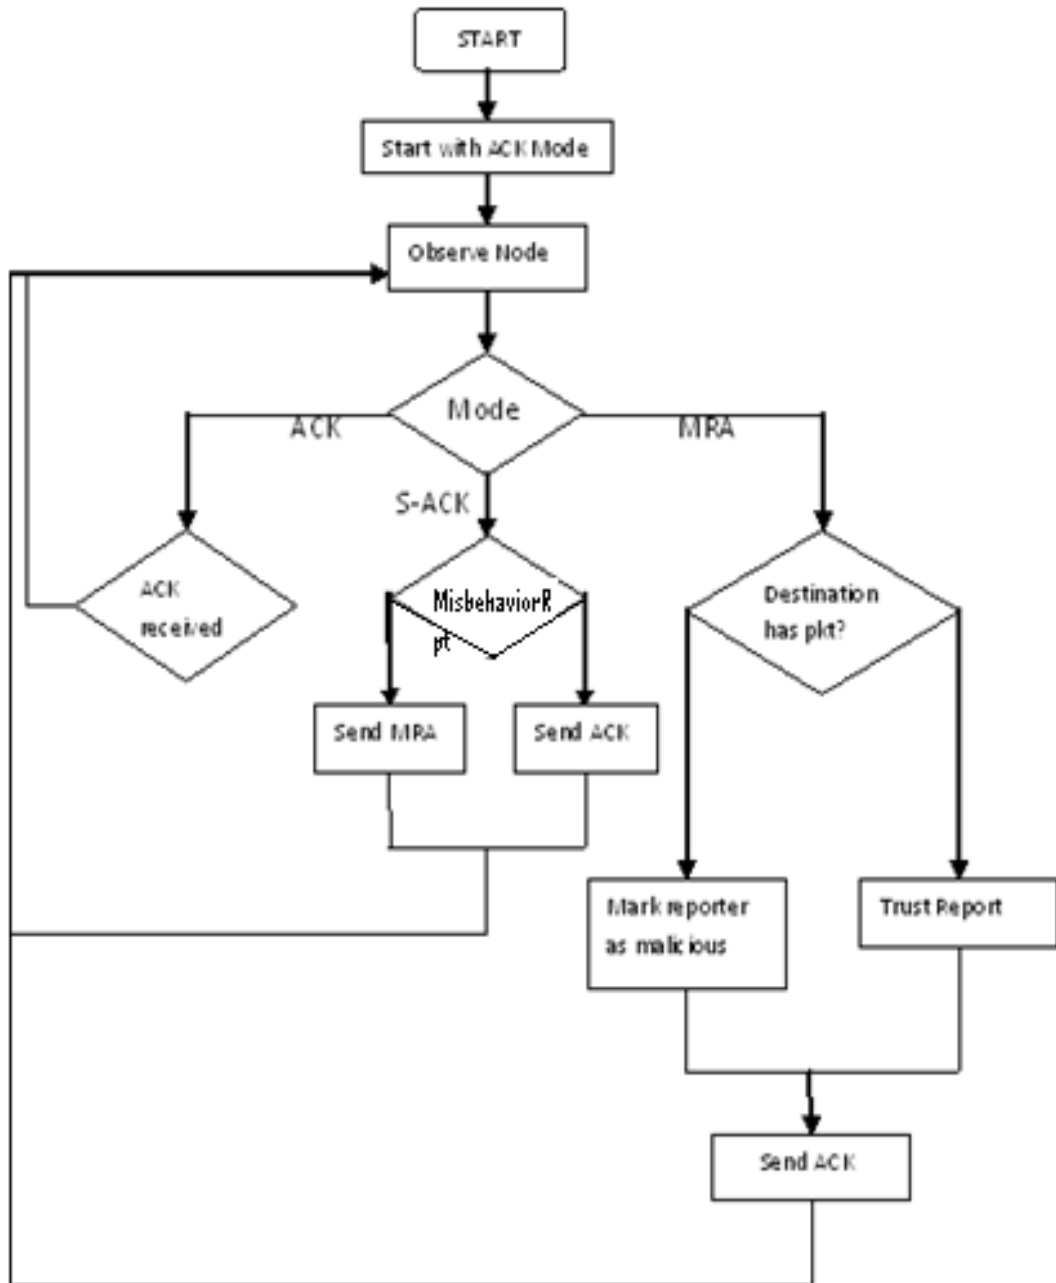 START
Start with ACK Mode
Observe Node
Mode
ACK
MRA
S-ACK
ACK
received
MisbehaviorR
pt
Destination
has pkt?
Send MRA
Send ACK
Mark reporter
as malicious
Trust Report
Send ACK